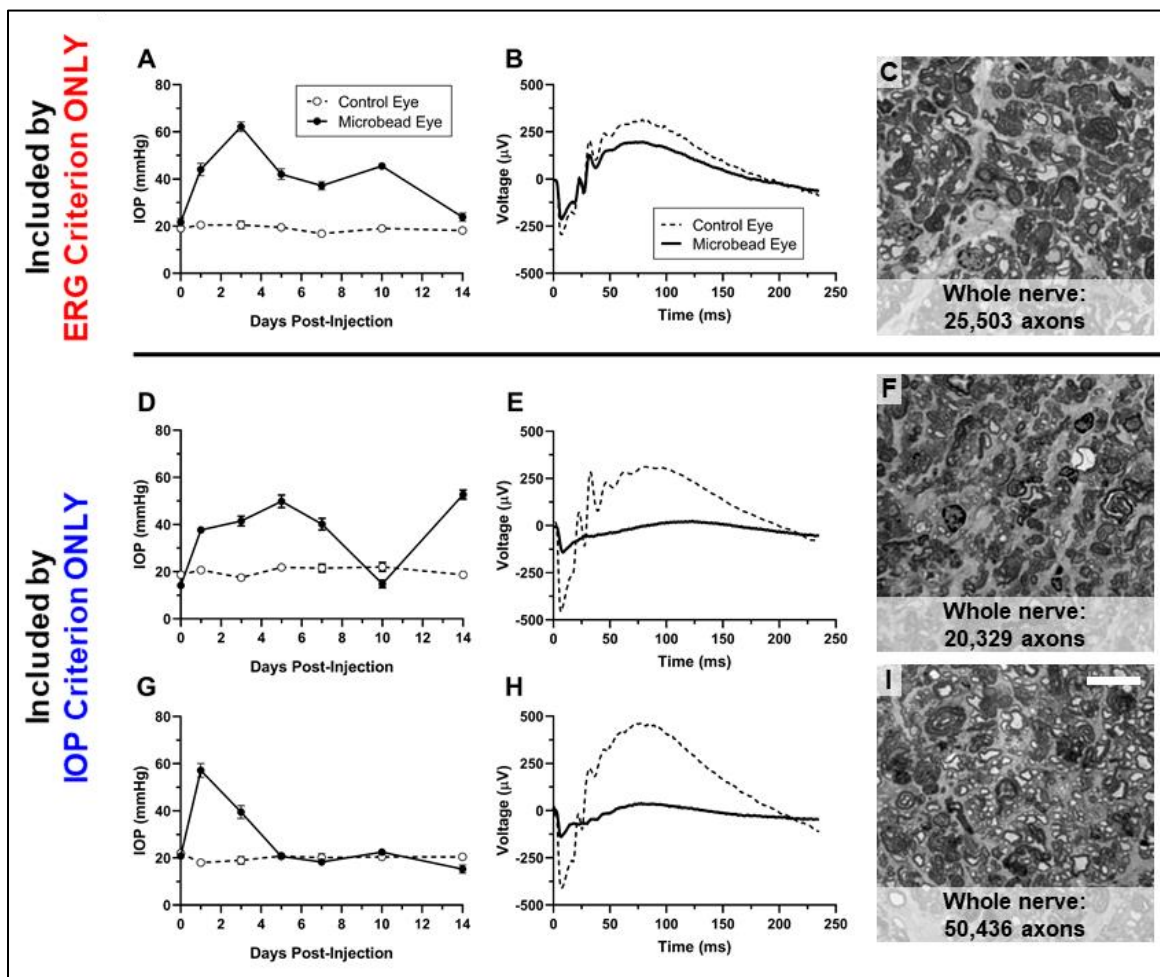 Included by
ERG Criterion ONLY
A
80
60
40
20
0
IOP (mmHg)
0 2 4 6 8 10 12 14
Days Post-Injection
Control Eye
Microbead Eye
B
500
250
0
-250
-500
Voltage (µV)
0 50 100 150 200 250
Time (ms)
Control Eye
Microbead Eye
C
Whole nerve:
25,503 axons
Included by
IOP Criterion ONLY
D
80
60
40
20
0
IOP (mmHg)
0 2 4 6 8 10 12 14
Days Post-Injection
E
500
250
0
-250
-500
Voltage (µV)
0 50 100 150 200 250
Time (ms)
F
Whole nerve:
20,329 axons
G
80
60
40
20
0
IOP (mmHg)
0 2 4 6 8 10 12 14
Days Post-Injection
H
500
250
0
-250
-500
Voltage (µV)
0 50 100 150 200 250
Time (ms)
I
Whole nerve:
50,436 axons